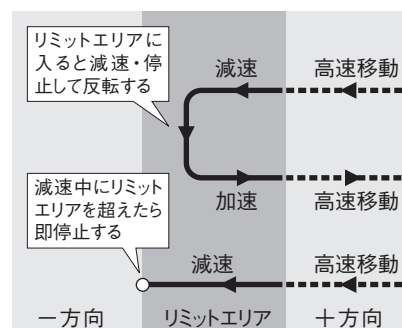 リミットエリアに
入ると減速・停
止して反転する
減速
高速移動
加速
高速移動
減速中にリミット
エリアを超えたら
即停止する
減速
高速移動
－方向
リミットエリア
＋方向